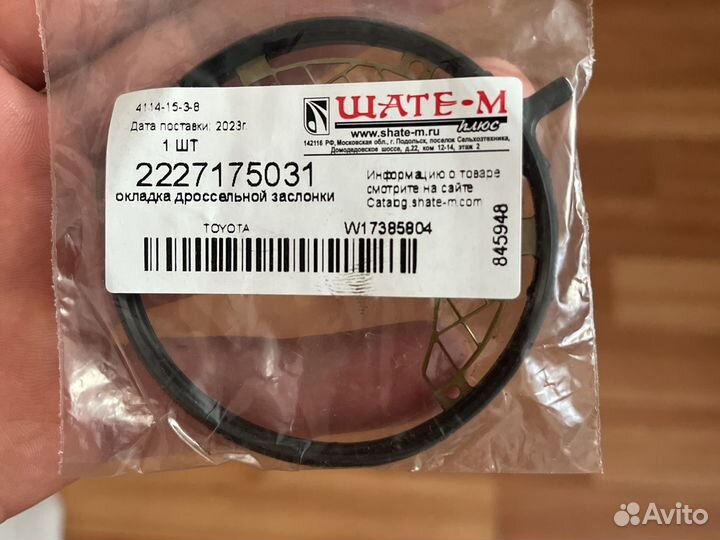 4114-15-3-8
Дата поставки: 2023г.
1 ШТ
ШАТЕ-М
плюс
www.shate-m.ru
142116 РФ, Московская обл., г. Подольск, поселок Сельхозтехника,
Домодедовское шоссе, д.22, ком 12-14, этаж 2
2227175031
окладка дроссельной заслонки
Информацию о товаре
смотрите на сайте
Catalog.shate-m.com
TOYOTA
W17385804
845948
Avito